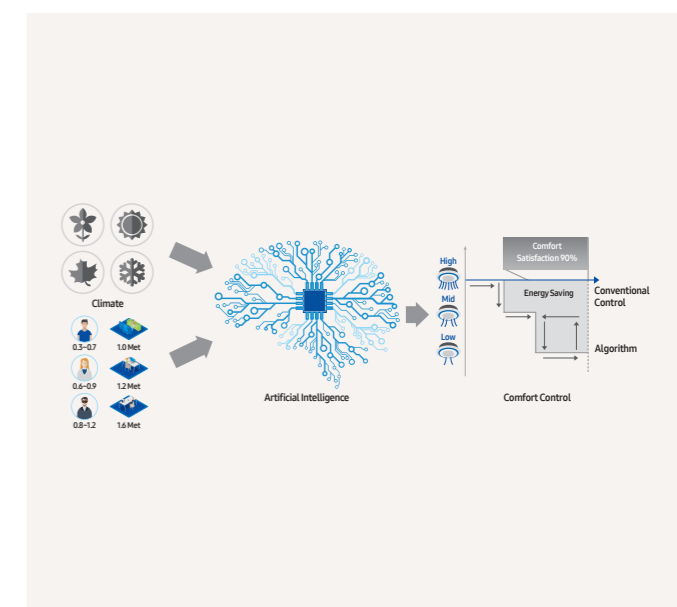 Climate
0.3~0.7
1.0 Met
0.6~0.9
1.2 Met
0.8~1.2
1.6 Met
Artificial Intelligence
High
Mid
Low
Comfort
Satisfaction 90%
Energy Saving
Conventional
Control
Algorithm
Comfort Control